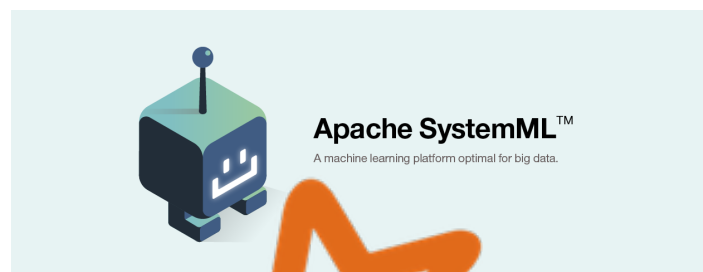 Apache SystemML™
A machine learning platform optimal for big data.